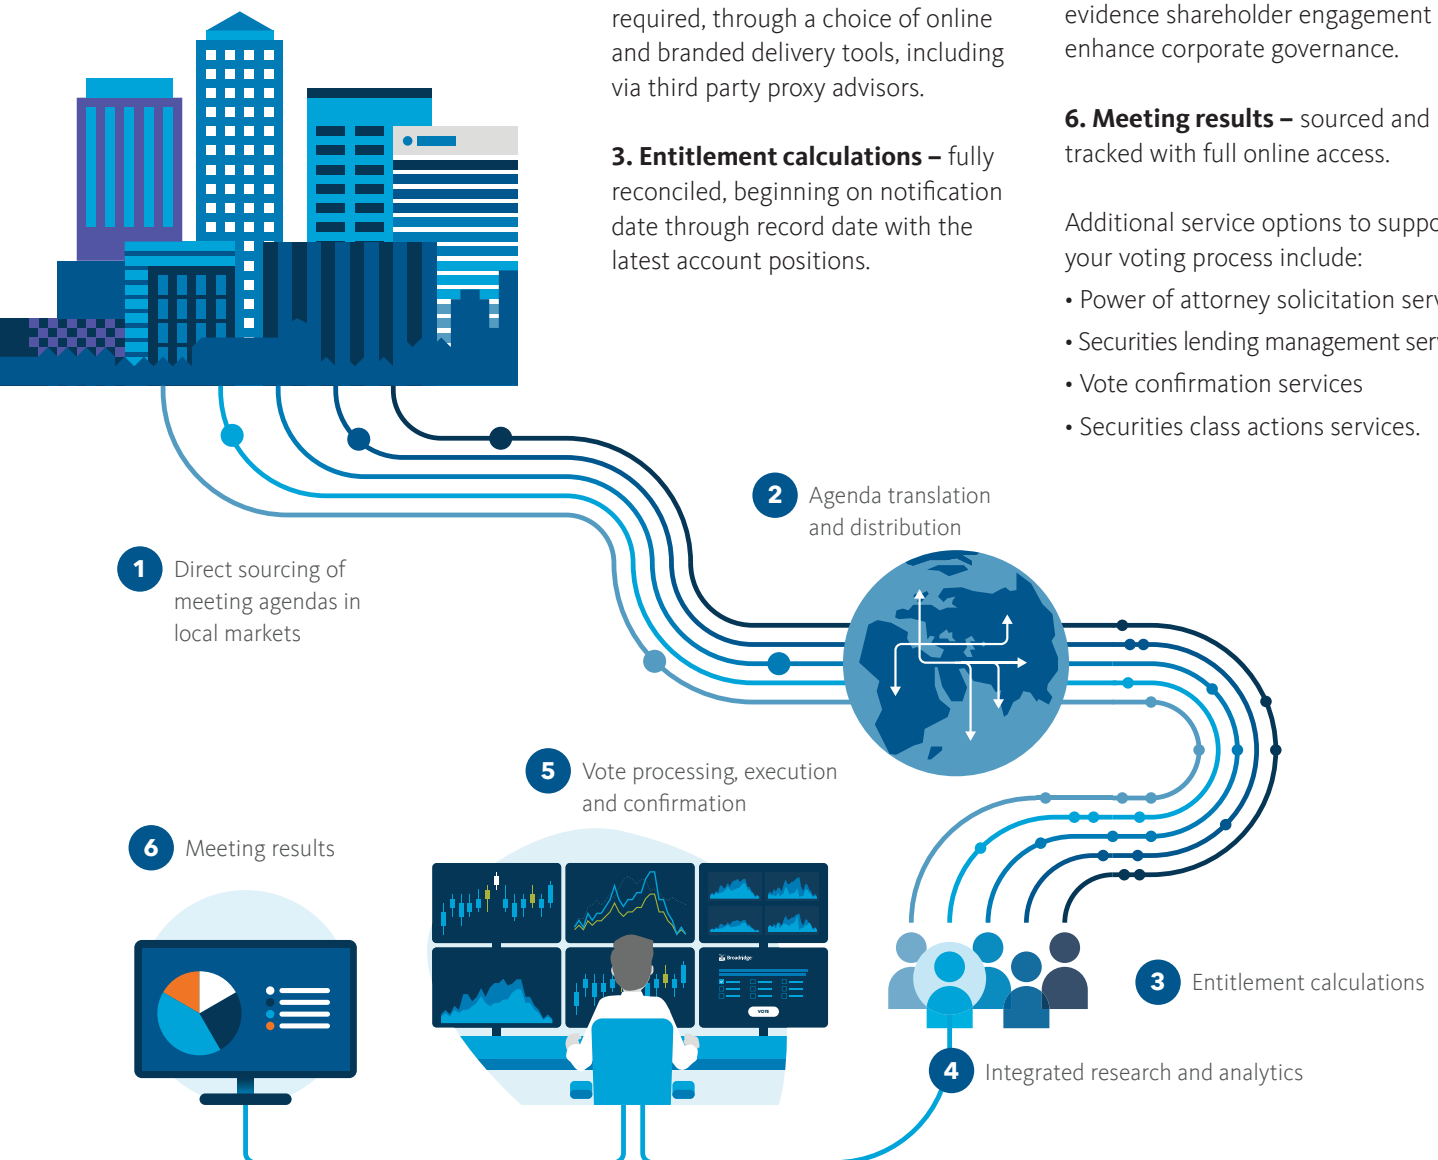 required, through a choice of online
and branded delivery tools, including
via third party proxy advisors.
3. Entitlement calculations – fully
reconciled, beginning on notification
date through record date with the
latest account positions.
evidence shareholder engagement
enhance corporate governance.
6. Meeting results – sourced and
tracked with full online access.
Additional service options to suppo
your voting process include:
• Power of attorney solicitation serv
• Securities lending management ser
• Vote confirmation services
• Securities class actions services.
1 Direct sourcing of
meeting agendas in
local markets
2 Agenda translation
and distribution
5 Vote processing, execution
and confirmation
6 Meeting results
Broadridge
VOTE
3 Entitlement calculations
4 Integrated research and analytics